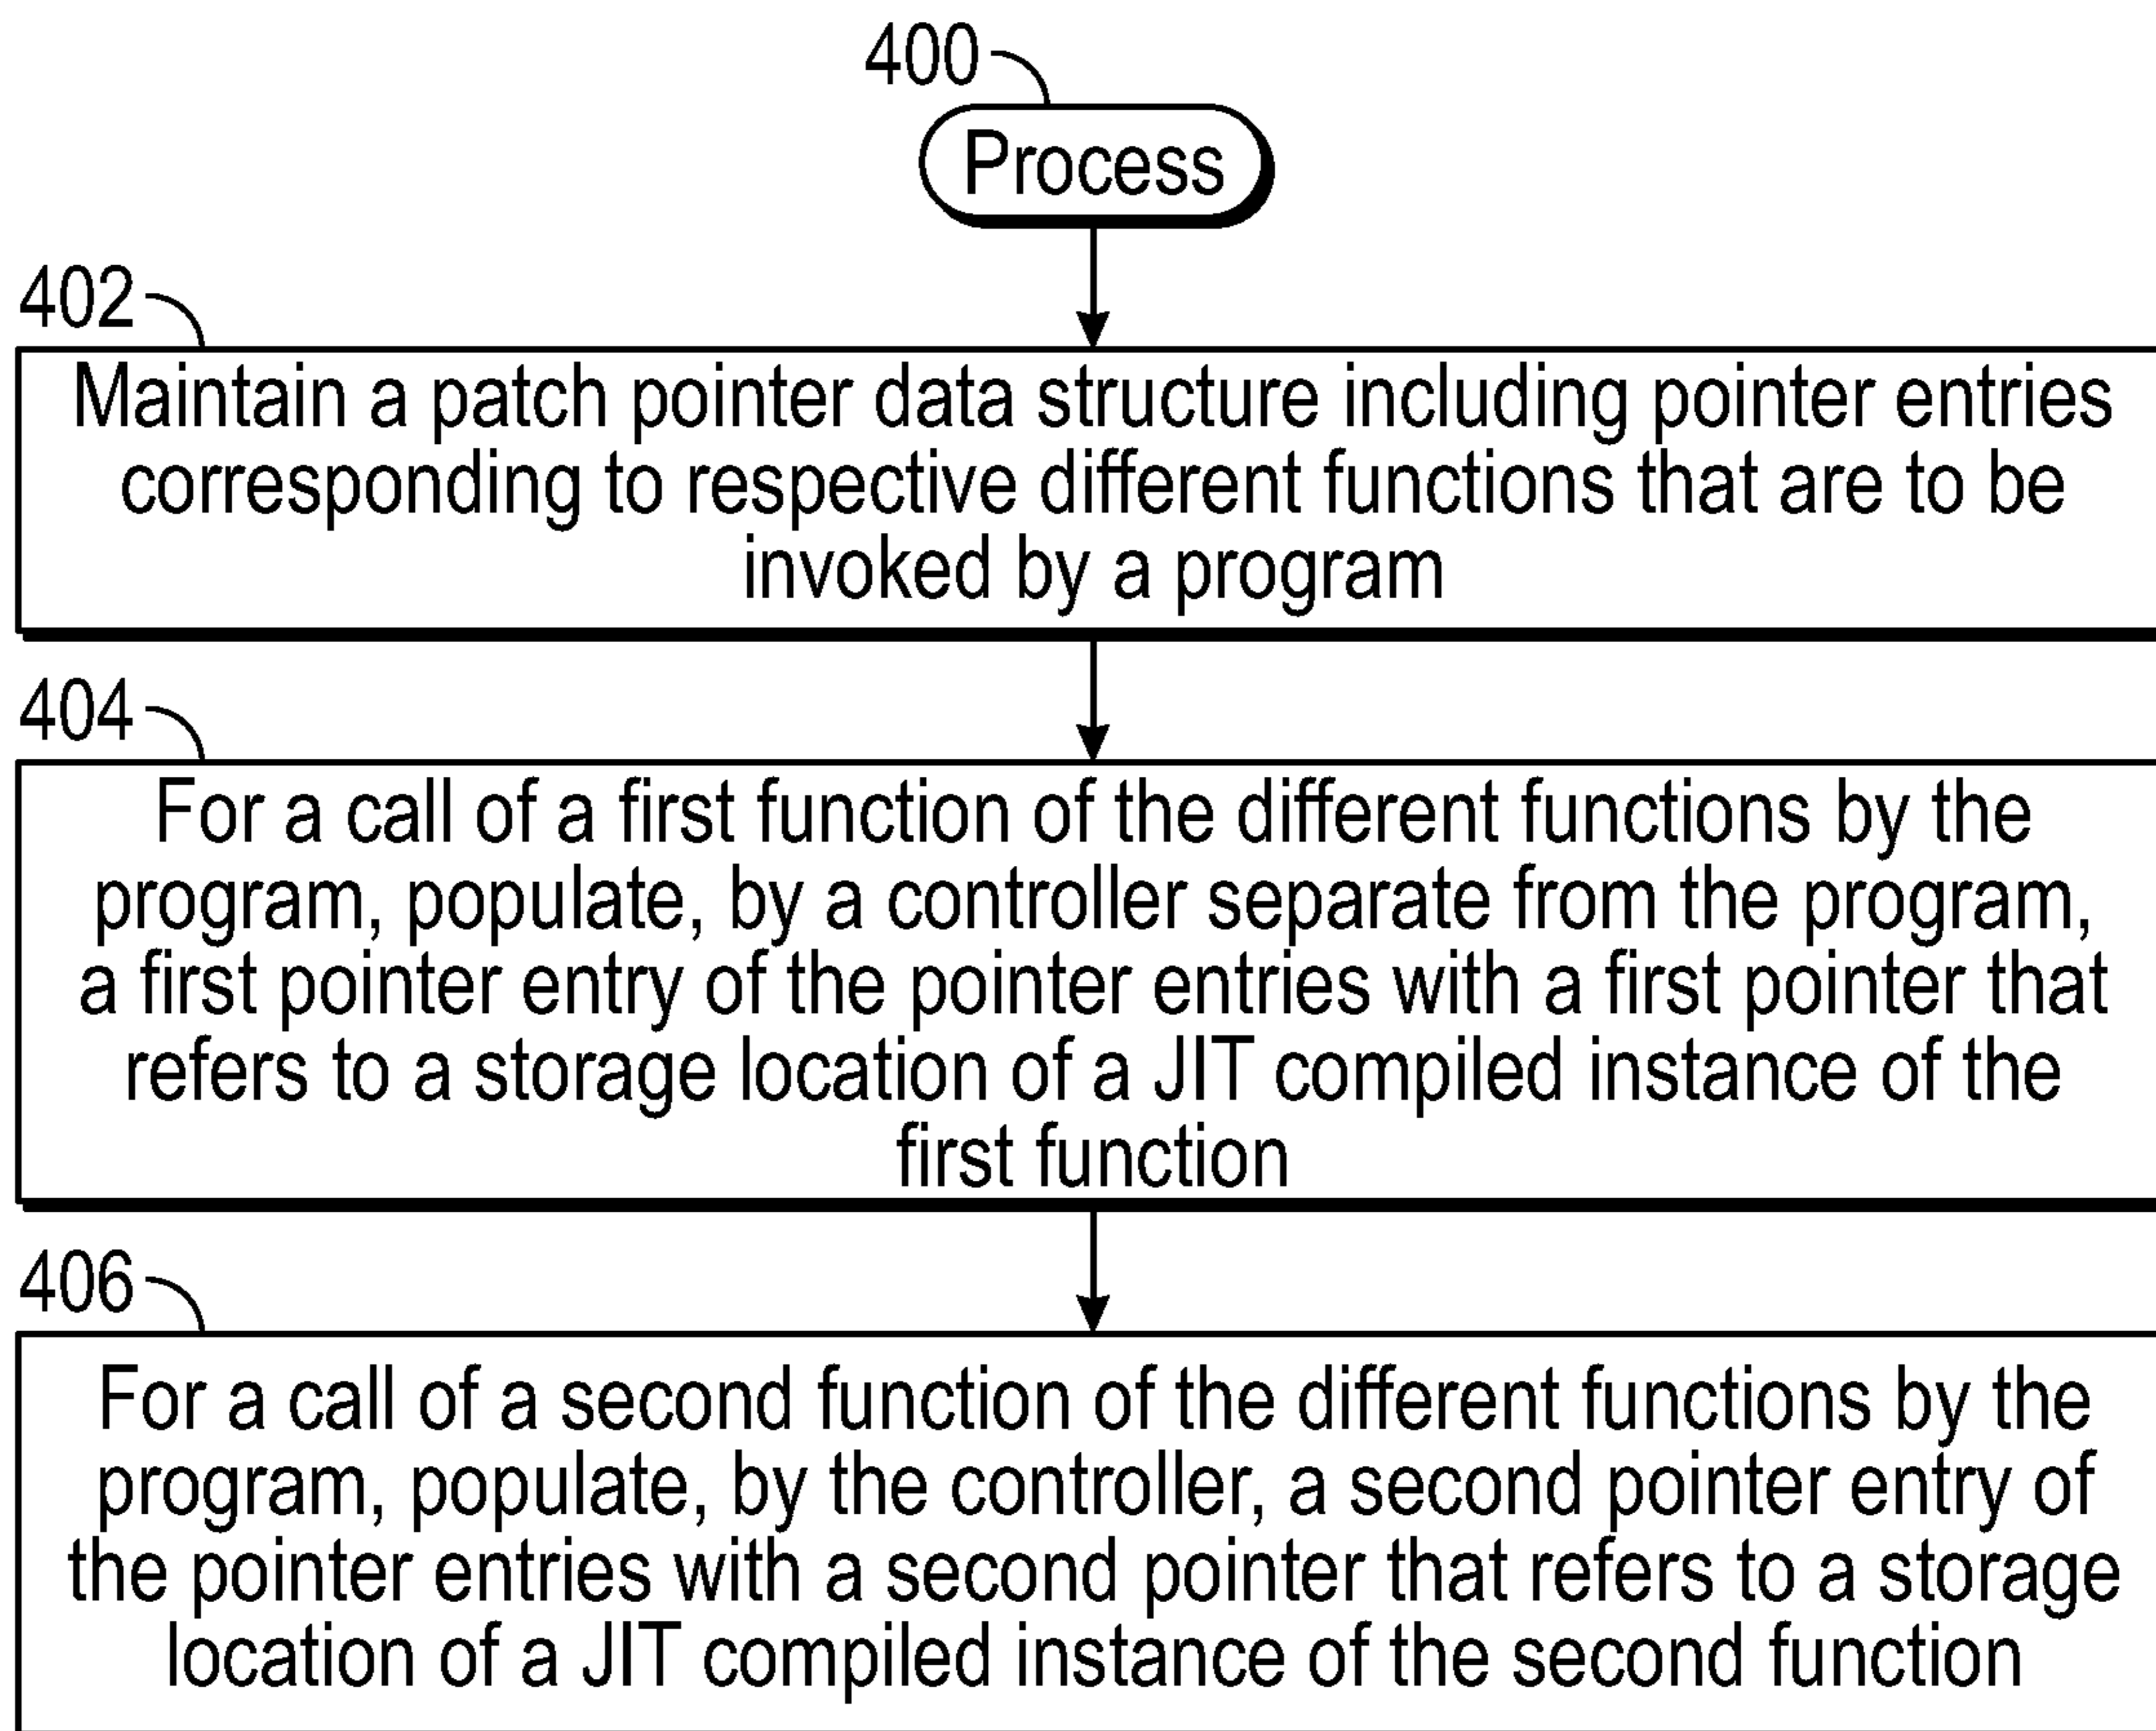 400
Process
402
Maintain a patch pointer data structure including pointer entries
corresponding to respective different functions that are to be
invoked by a program
404
For a call of a first function of the different functions by the
program, populate, by a controller separate from the program,
a first pointer entry of the pointer entries with a first pointer that
refers to a storage location of a JIT compiled instance of the
first function
406
For a call of a second function of the different functions by the
program, populate, by the controller, a second pointer entry of
the pointer entries with a second pointer that refers to a storage
location of a JIT compiled instance of the second function